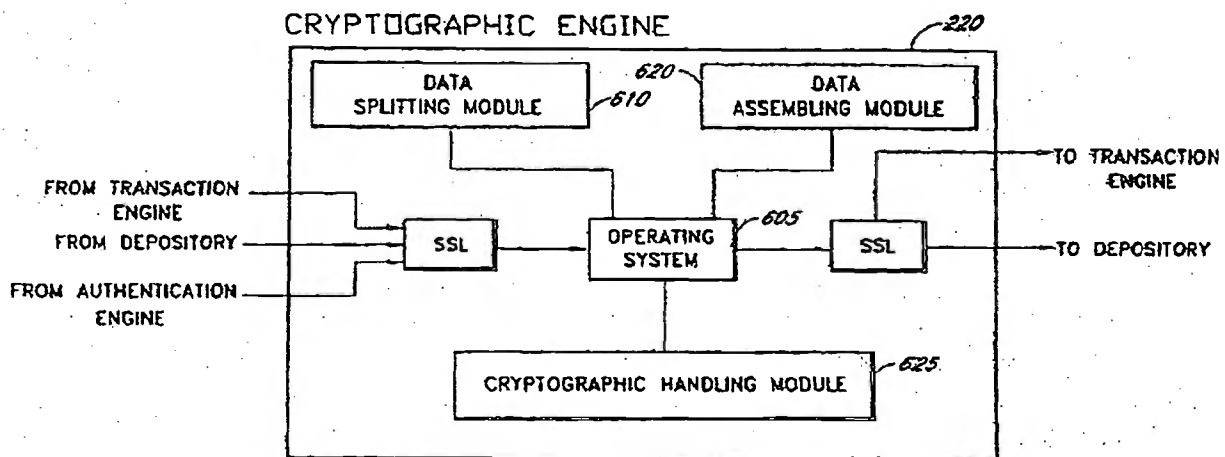 CRYPTOGRAPHIC ENGINE
220
DATA
SPLITTING MODULE
610
620
DATA
ASSEMBLING MODULE
FROM TRANSACTION
ENGINE
FROM DEPOSITORY
FROM AUTHENTICATION
ENGINE
SSL
OPERATING
SYSTEM
605
SSL
TO TRANSACTION
ENGINE
TO DEPOSITORY
CRYPTOGRAPHIC HANDLING MODULE
625